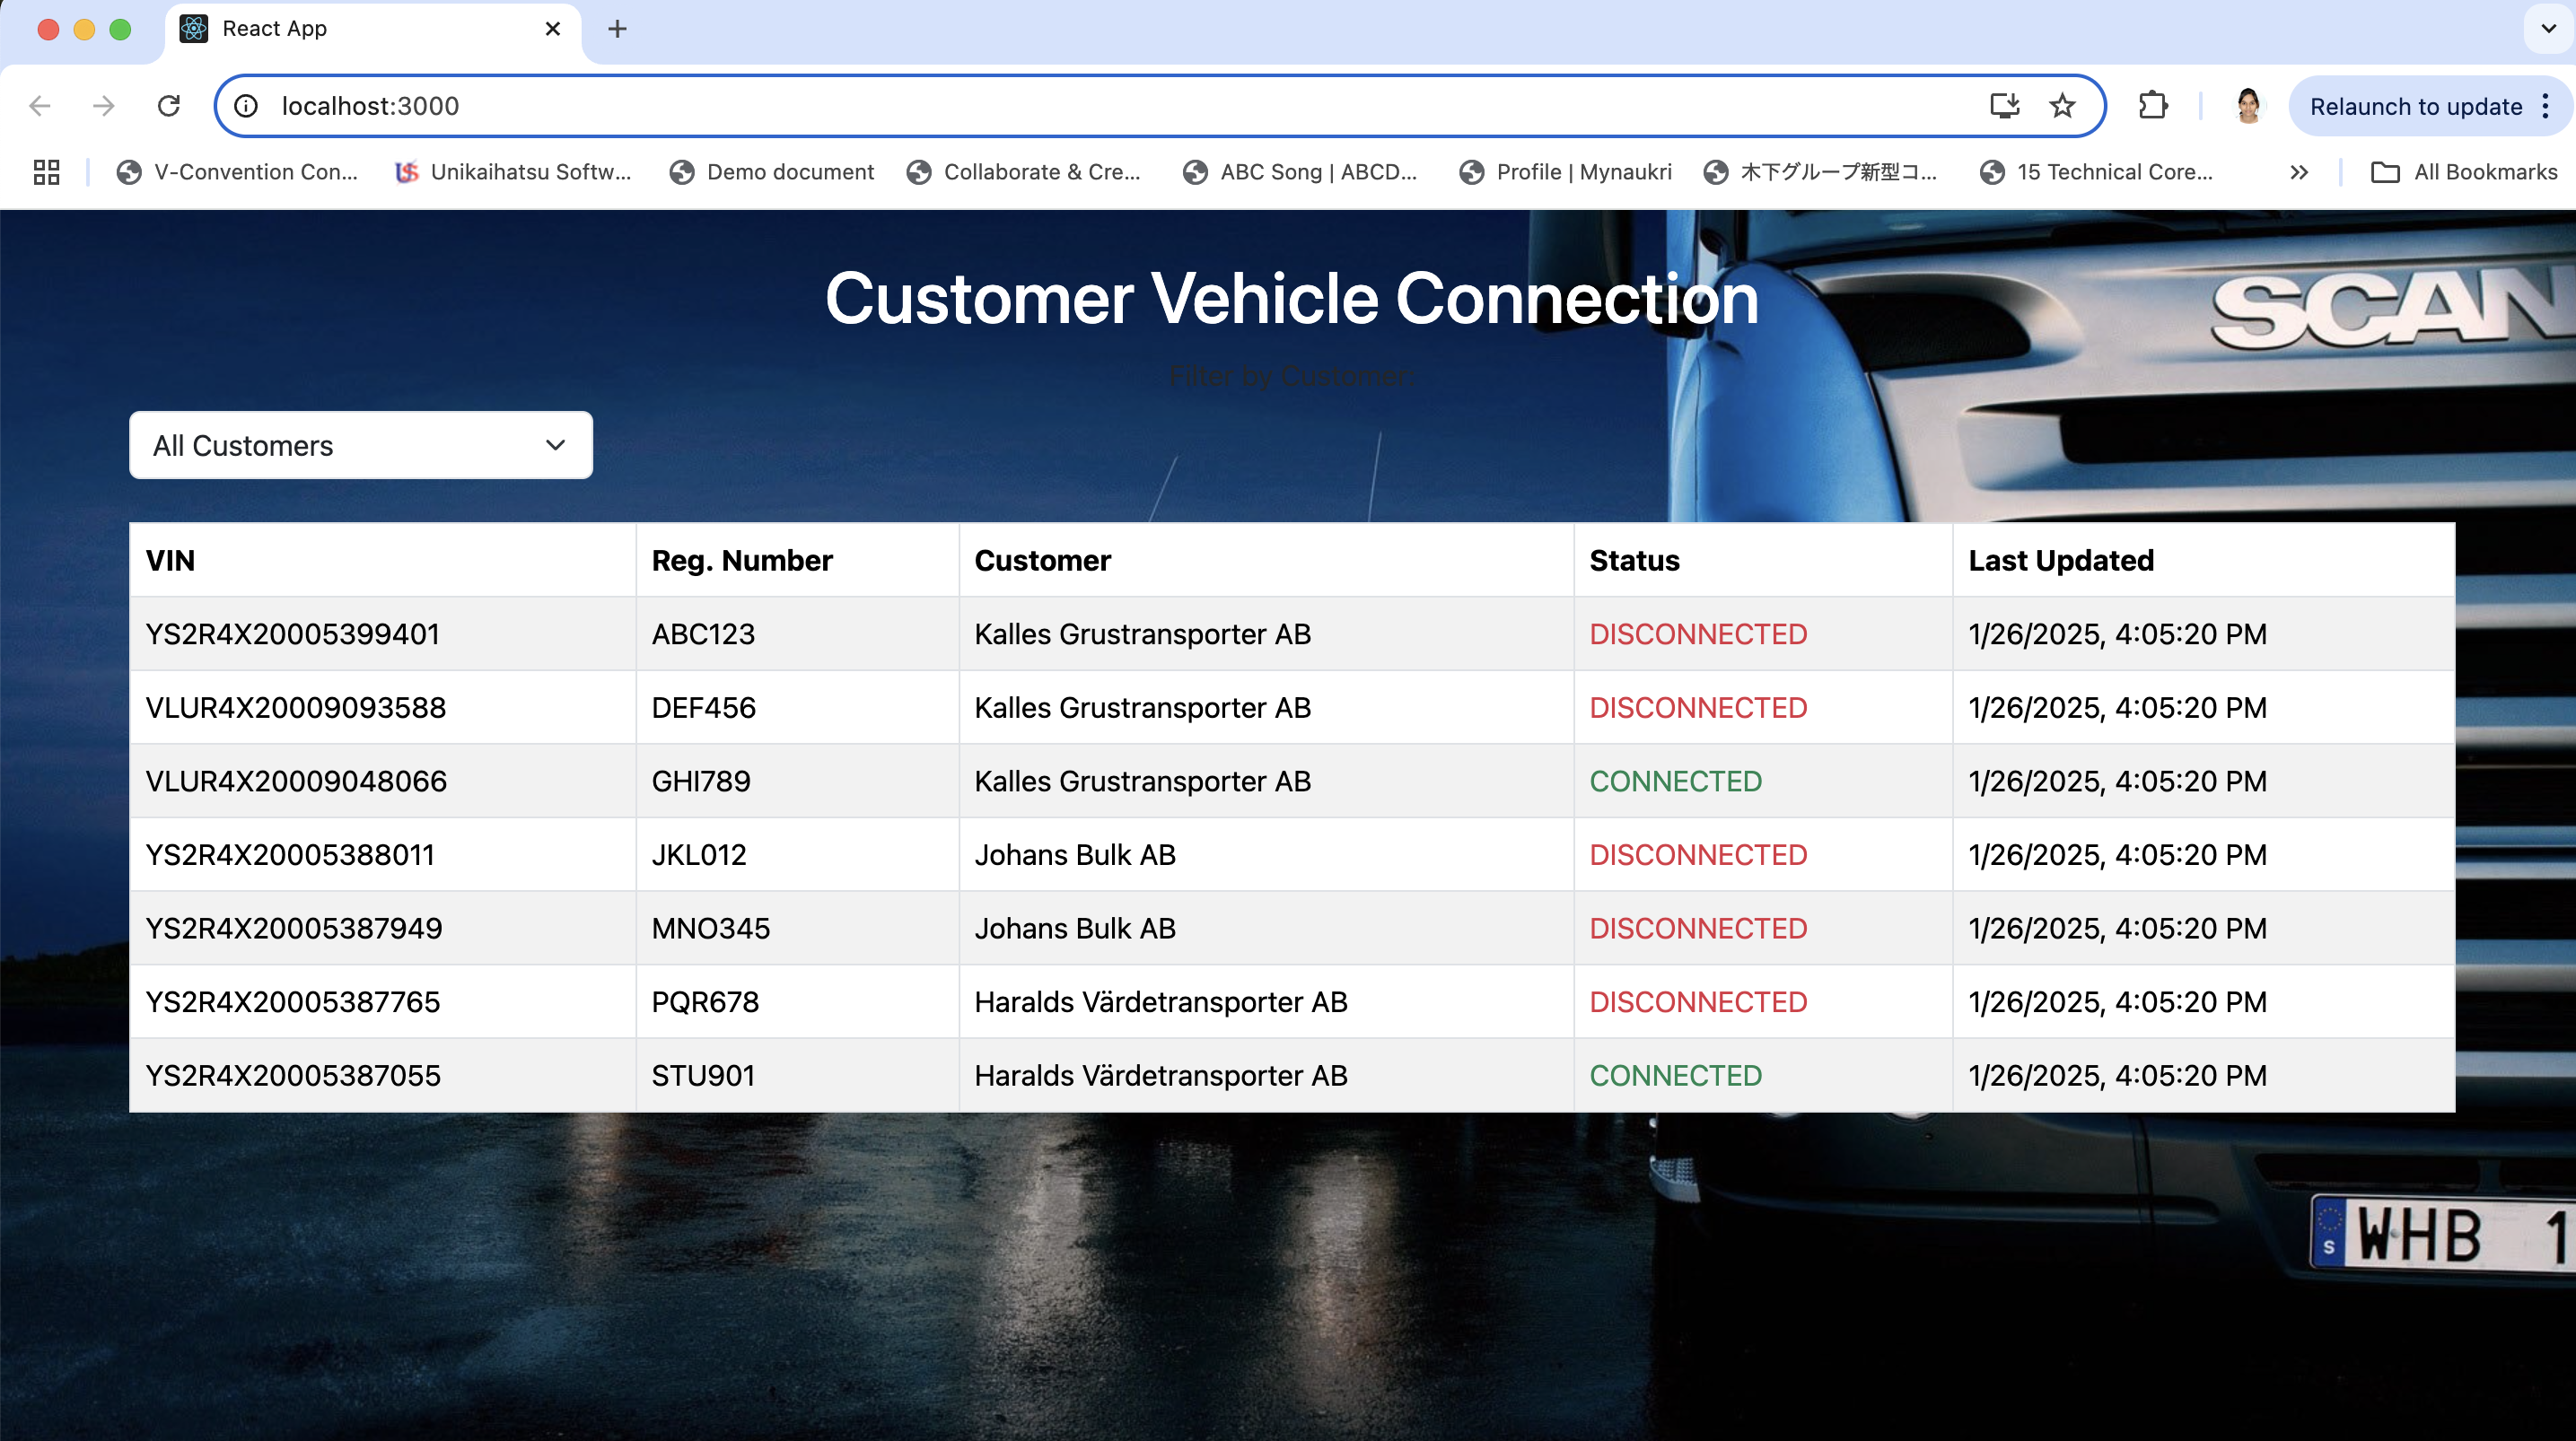 React App
localhost:3000
Relaunch to update
V-Convention Con...
Unikaihatsu Softw...
Demo document
Collaborate & Cre...
ABC Song | ABCD...
Profile | Mynaukri
木下グループ新型コ...
15 Technical Core...
All Bookmarks
Customer Vehicle Connection
SCAN
Filter by Customer:
All Customers
VIN Reg. Number Customer Status Last Updated
YS2R4X20005399401 ABC123 Kalles Grustransporter AB DISCONNECTED 1/26/2025, 4:05:20 PM
VLUR4X20009093588 DEF456 Kalles Grustransporter AB DISCONNECTED 1/26/2025, 4:05:20 PM
VLUR4X20009048066 GHI789 Kalles Grustransporter AB CONNECTED 1/26/2025, 4:05:20 PM
YS2R4X20005388011 JKL012 Johans Bulk AB DISCONNECTED 1/26/2025, 4:05:20 PM
YS2R4X20005387949 MNO345 Johans Bulk AB DISCONNECTED 1/26/2025, 4:05:20 PM
YS2R4X20005387765 PQR678 Haralds Värdetransporter AB DISCONNECTED 1/26/2025, 4:05:20 PM
YS2R4X20005387055 STU901 Haralds Värdetransporter AB CONNECTED 1/26/2025, 4:05:20 PM
S WHB 1